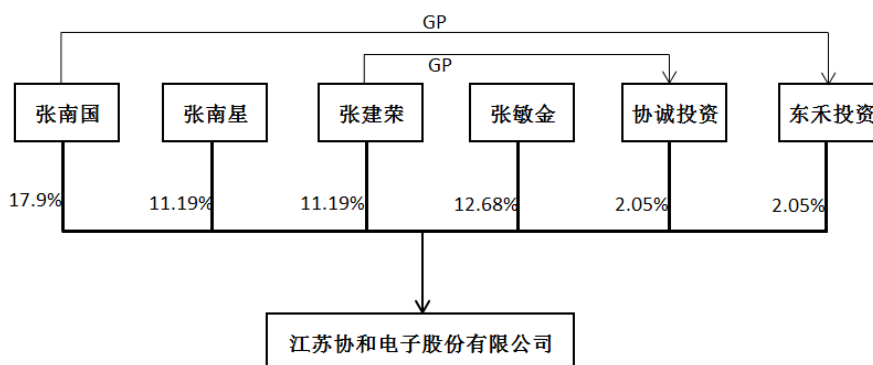 GP
GP
张南国
张南星
张建荣
张敏金
协诚投资
东禾投资
17.9%
11.19%
11.19%
12.68%
2.05%
2.05%
江苏协和电子股份有限公司